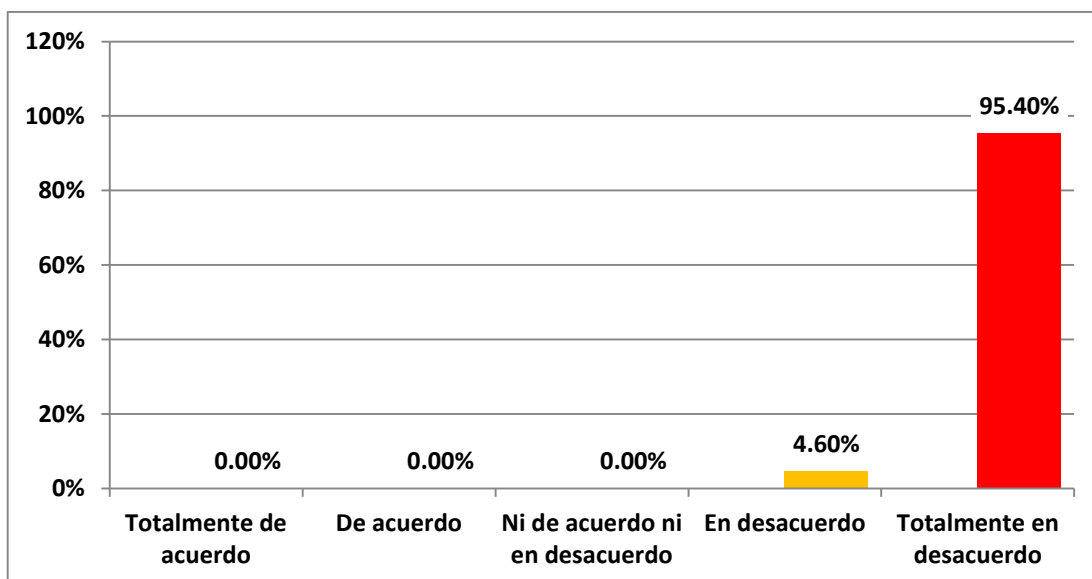 120%
100%
80%
60%
40%
20%
0%
0.00%
0.00%
0.00%
4.60%
95.40%
Totalmente de
acuerdo
De acuerdo
Ni de acuerdo ni
en desacuerdo
En desacuerdo
Totalmente en
desacuerdo